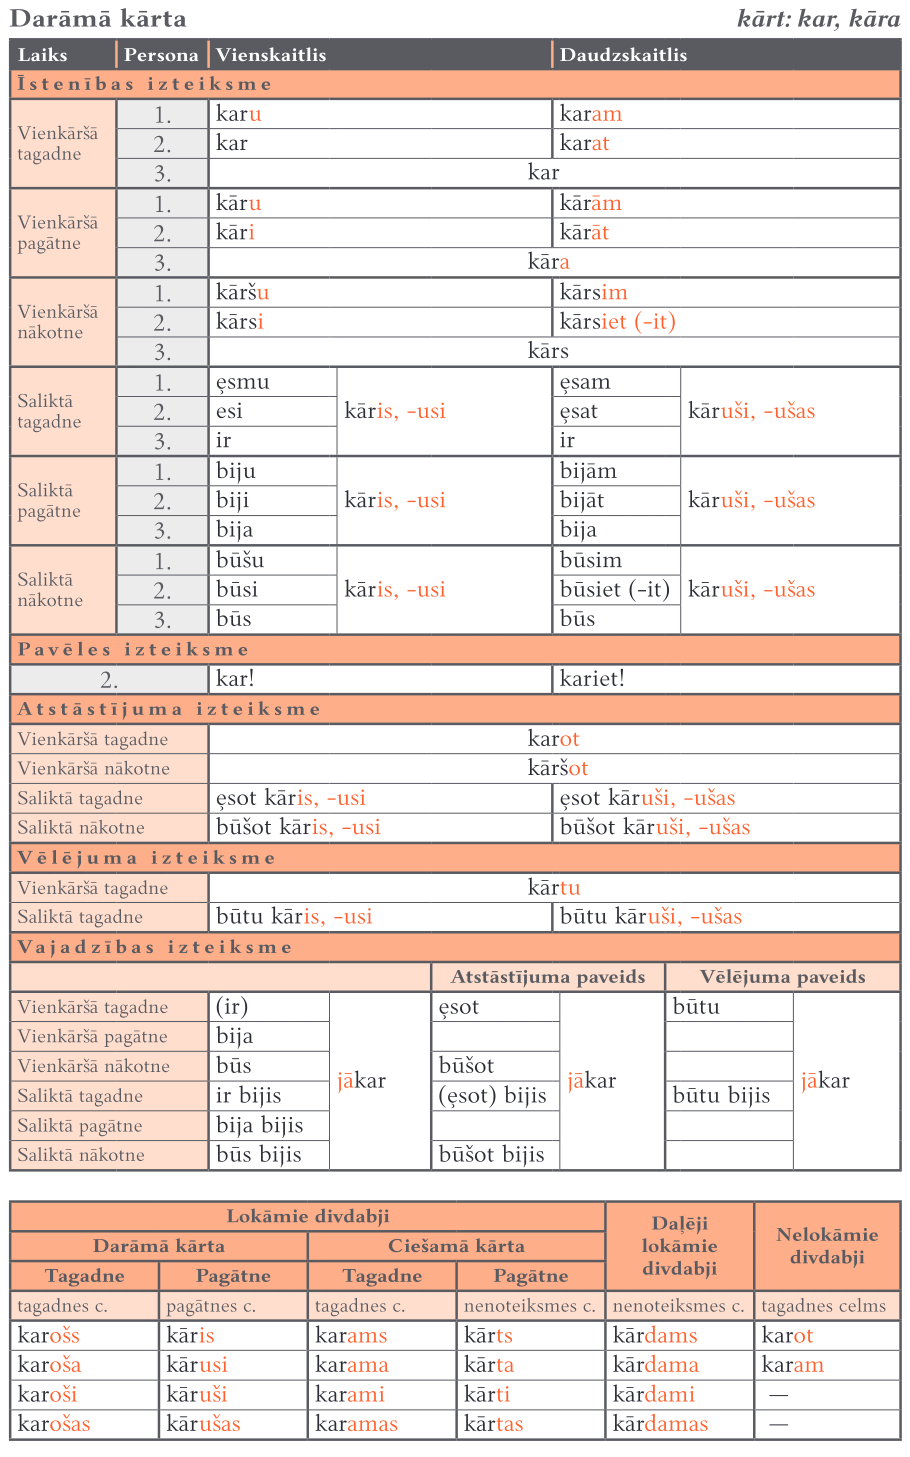 Darāmā kārta kārt: kar, kāra
Laiks Persona Vienskaitlis Daudzskaitlis
Īstenības izteiksme
Vienkāršā tagadne
1. karu karam
2. kar karat
3. kar
Vienkāršā pagātne
1. kāru kārām
2. kāri kārāt
3. kāra
Vienkāršā nākotne
1. kāršu kārsim
2. kārsi kārsiet (-it)
3. kārs
Saliktā tagadne
1. ȩsmu ȩsam
2. esi kāris, -usi ȩsat kāruši, -ušas
3. ir ir
Saliktā pagātne
1. biju bijām
2. biji kāris, -usi bijāt kāruši, -ušas
3. bija bija
Saliktā nākotne
1. būšu būsim
2. būsi kāris, -usi būsiet (-it) kāruši, -ušas
3. būs būs
Pavēles izteiksme
2. kar! kariet!
Atstāstījuma izteiksme
Vienkāršā tagadne karot
Vienkāršā nākotne kāršot
Saliktā tagadne ȩsot kāris, -usi ȩsot kāruši, -ušas
Saliktā nākotne būšot kāris, -usi būšot kāruši, -ušas
Vēlējuma izteiksme
Vienkāršā tagadne kārtu
Saliktā tagadne būtu kāris, -usi būtu kāruši, -ušas
Vajadzības izteiksme
Atstāstījuma paveids Vēlējuma paveids
Vienkāršā tagadne (ir) ȩsot būtu
Vienkāršā pagātne bija
Vienkāršā nākotne būs būšot
jākar jākar jākar
Saliktā tagadne ir bijis (ȩsot) bijis būtu bijis
Saliktā pagātne bija bijis
Saliktā nākotne būs bijis būšot bijis
Lokāmie divdabji Daļēji lokāmie divdabji Nelokāmie divdabji
Darāmā kārta Ciešamā kārta
Tagadne Pagātne Tagadne Pagātne
tagadnes c. pagātnes c. tagadnes c. nenoteiksmes c. nenoteiksmes c. tagadnes celms
karošs kāris karams kārts kārdams karot
karoša kārusi karama kārta kārdama karam
karoši kāruši karami kārti kārdami —
karošas kārušas karamas kārtas kārdamas —